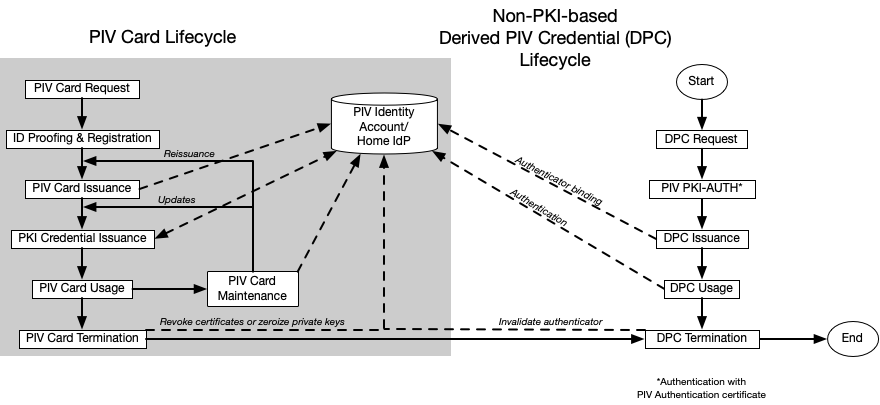 PIV Card Lifecycle
Non-PKI-based
Derived PIV Credential (DPC)
Lifecycle
PIV Card Request
ID Proofing & Registration
Reissuance
PIV Card Issuance
Updates
PKI Credential Issuance
PIV Card Usage
PIV Card
Maintenance
Revoke certificates or zeroize private keys
PIV Card Termination
PIV Identity
Account/
Home IdP
Authenticator binding
Authentication
Invalidate authenticator
Start
DPC Request
PIV PKI-AUTH*
DPC Issuance
DPC Usage
DPC Termination
End
*Authentication with
PIV Authentication certificate